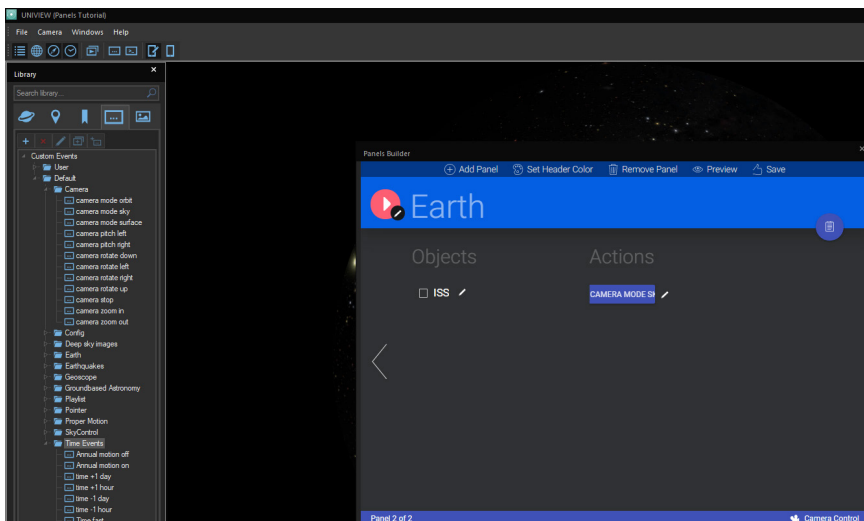 UNIVIEW (Panels Tutorial)
File Camera Windows Help
Library
Search library...
Custom Events
User
Default
Camera
camera mode orbit
camera mode sky
camera mode surface
camera pitch left
camera pitch right
camera rotate down
camera rotate left
camera rotate right
camera rotate up
camera stop
camera zoom in
camera zoom out
Config
Deep sky images
Earth
Earthquakes
Geoscope
Groundbased Astronomy
Playlist
Pointer
Proper Motion
SkyControl
Time Events
Annual motion off
Annual motion on
time +1 day
time +1 hour
time -1 day
time -1 hour
Time fast
Panels Builder
Add Panel Set Header Color Remove Panel Preview Save
Earth
Objects Actions
ISS CAMERA MODE SK
Panel 2 of 2 Camera Control